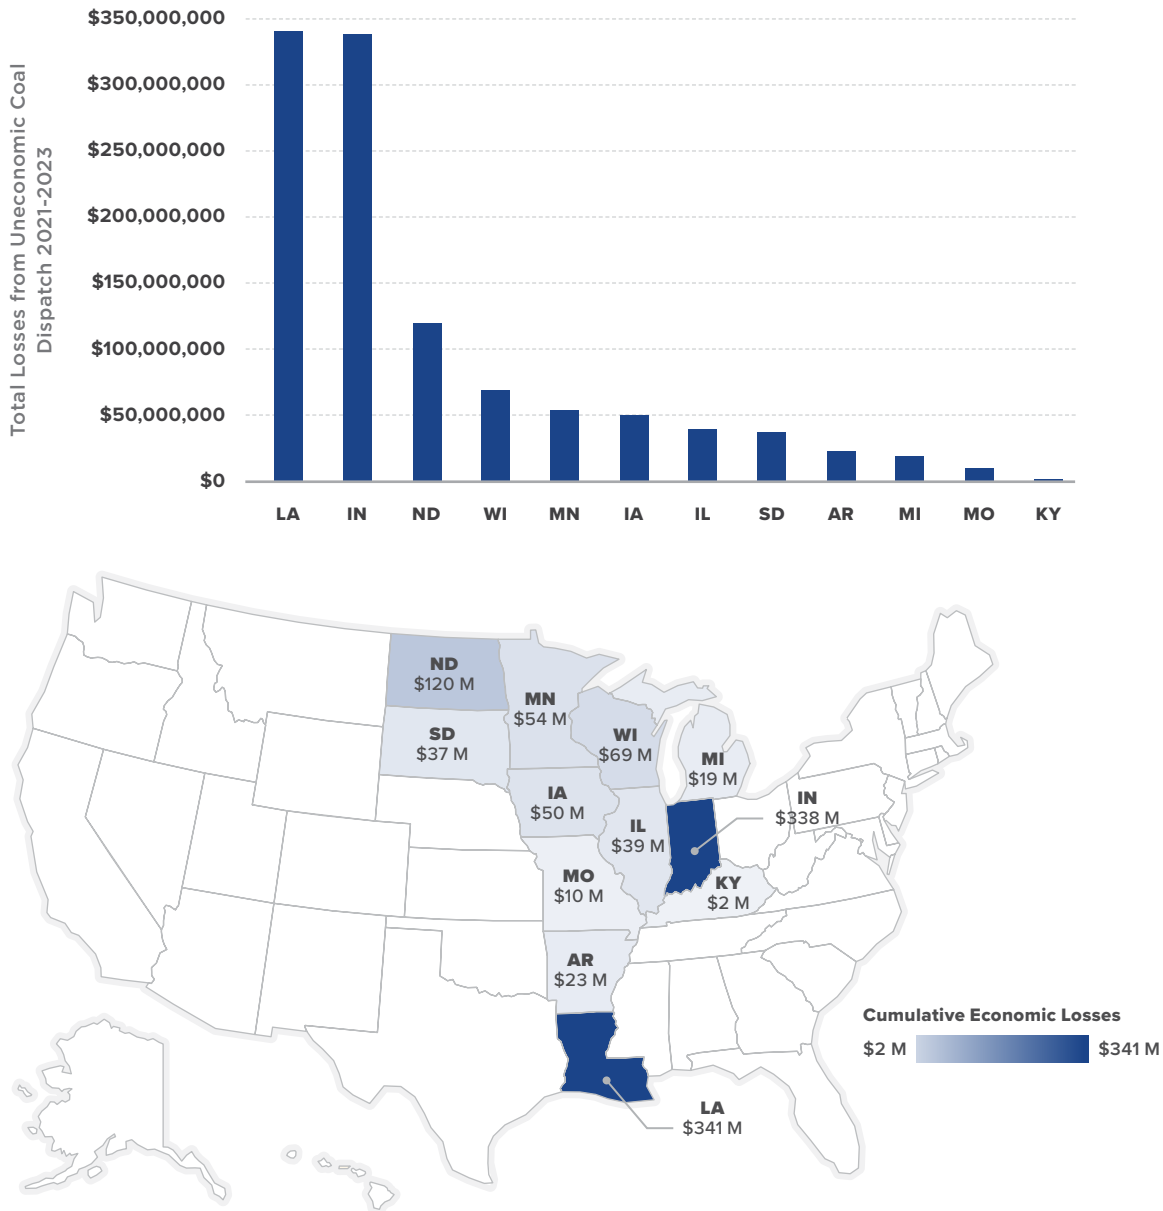 Total Losses from Uneconomic Coal
Dispatch 2021-2023
$350,000,000
$300,000,000
$250,000,000
$200,000,000
$150,000,000
$100,000,000
$50,000,000
$0
LA IN ND WI MN IA IL SD AR MI MO KY
ND
$120 M
MN
$54 M
SD
$37 M
WI
$69 M
MI
$19 M
IA
$50 M
IN
$338 M
IL
$39 M
MO
$10 M
KY
$2 M
AR
$23 M
Cumulative Economic Losses
$2 M $341 M
LA
$341 M